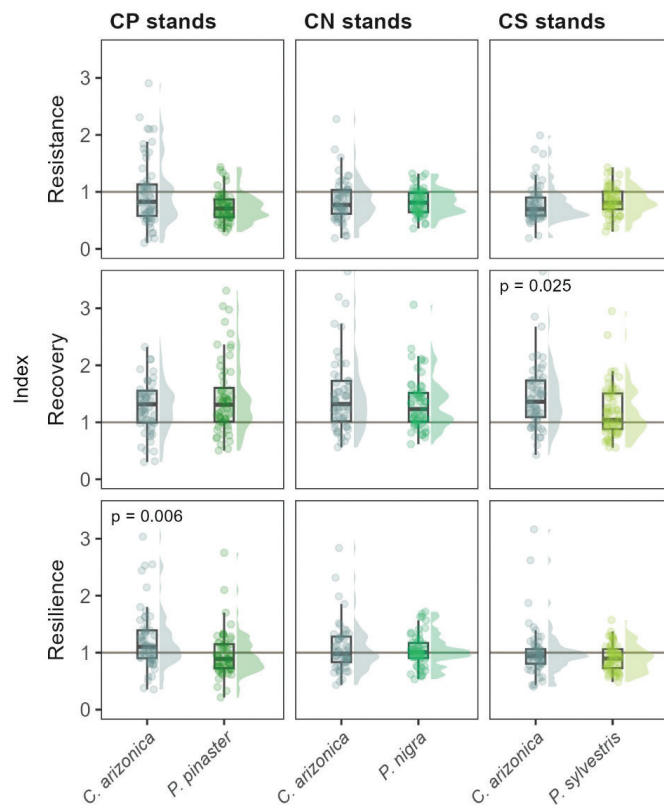 CP stands CN stands CS stands
Index
Resistance
3
2
1
0
Recovery
3
2
1
0
p = 0.025
Resilience
3
2
1
0
p = 0.006
C. arizonica P. pinaster C. arizonica P. nigra C. arizonica P. sylvestris